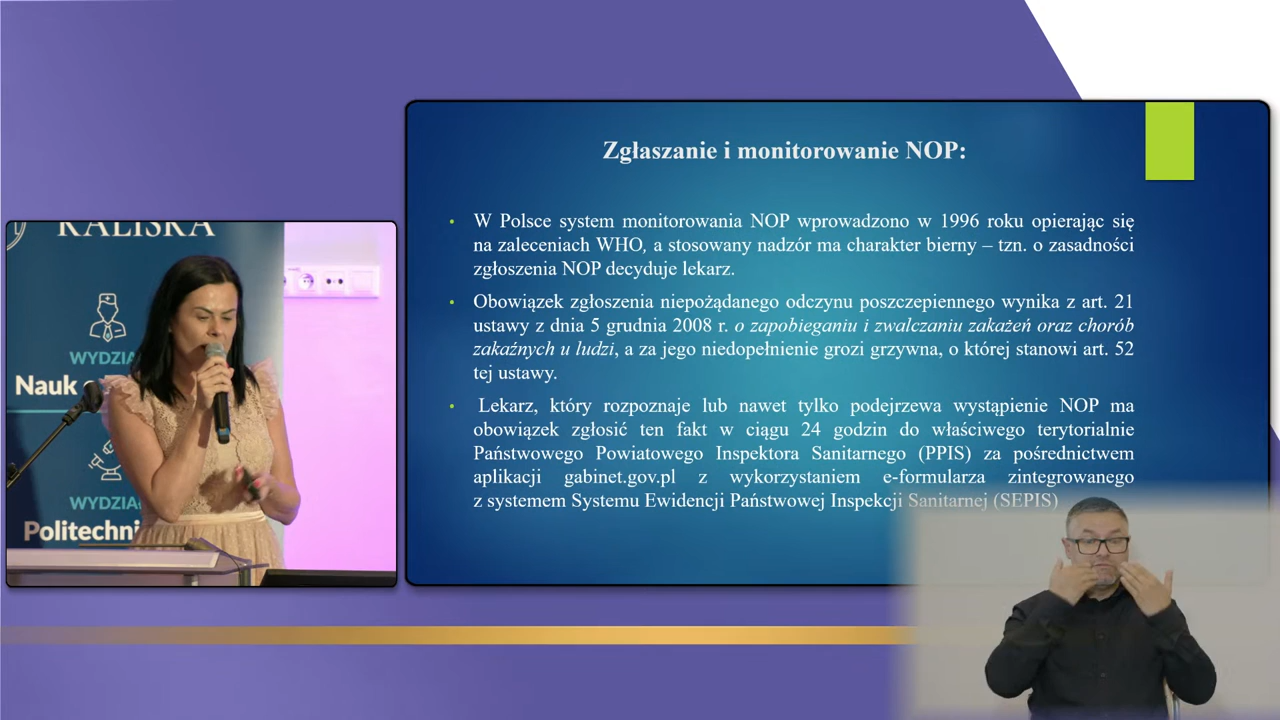 KALISKA
WYDZIA
Nauk o
WYDZIA
Politechni
Zgłaszanie i monitorowanie NOP:
• W Polsce system monitorowania NOP wprowadzono w 1996 roku opierając się
na zaleceniach WHO, a stosowany nadzór ma charakter bierny – tzn. o zasadności
zgłoszenia NOP decyduje lekarz.
• Obowiązek zgłoszenia niepożądanego odczynu poszczepiennego wynika z art. 21
ustawy z dnia 5 grudnia 2008 r. o zapobieganiu i zwalczaniu zakażeń oraz chorób
zakaźnych u ludzi, a za jego niedopełnienie grozi grzywna, o której stanowi art. 52
tej ustawy.
• Lekarz, który rozpoznaje lub nawet tylko podejrzewa wystąpienie NOP ma
obowiązek zgłosić ten fakt w ciągu 24 godzin do właściwego terytorialnie
Państwowego Powiatowego Inspektora Sanitarnego (PPIS) za pośrednictwem
aplikacji gabinet.gov.pl z wykorzystaniem e-formularza zintegrowanego
z systemem Systemu Ewidencji Państwowej Inspekcji Sanitarnej (SEPIS)